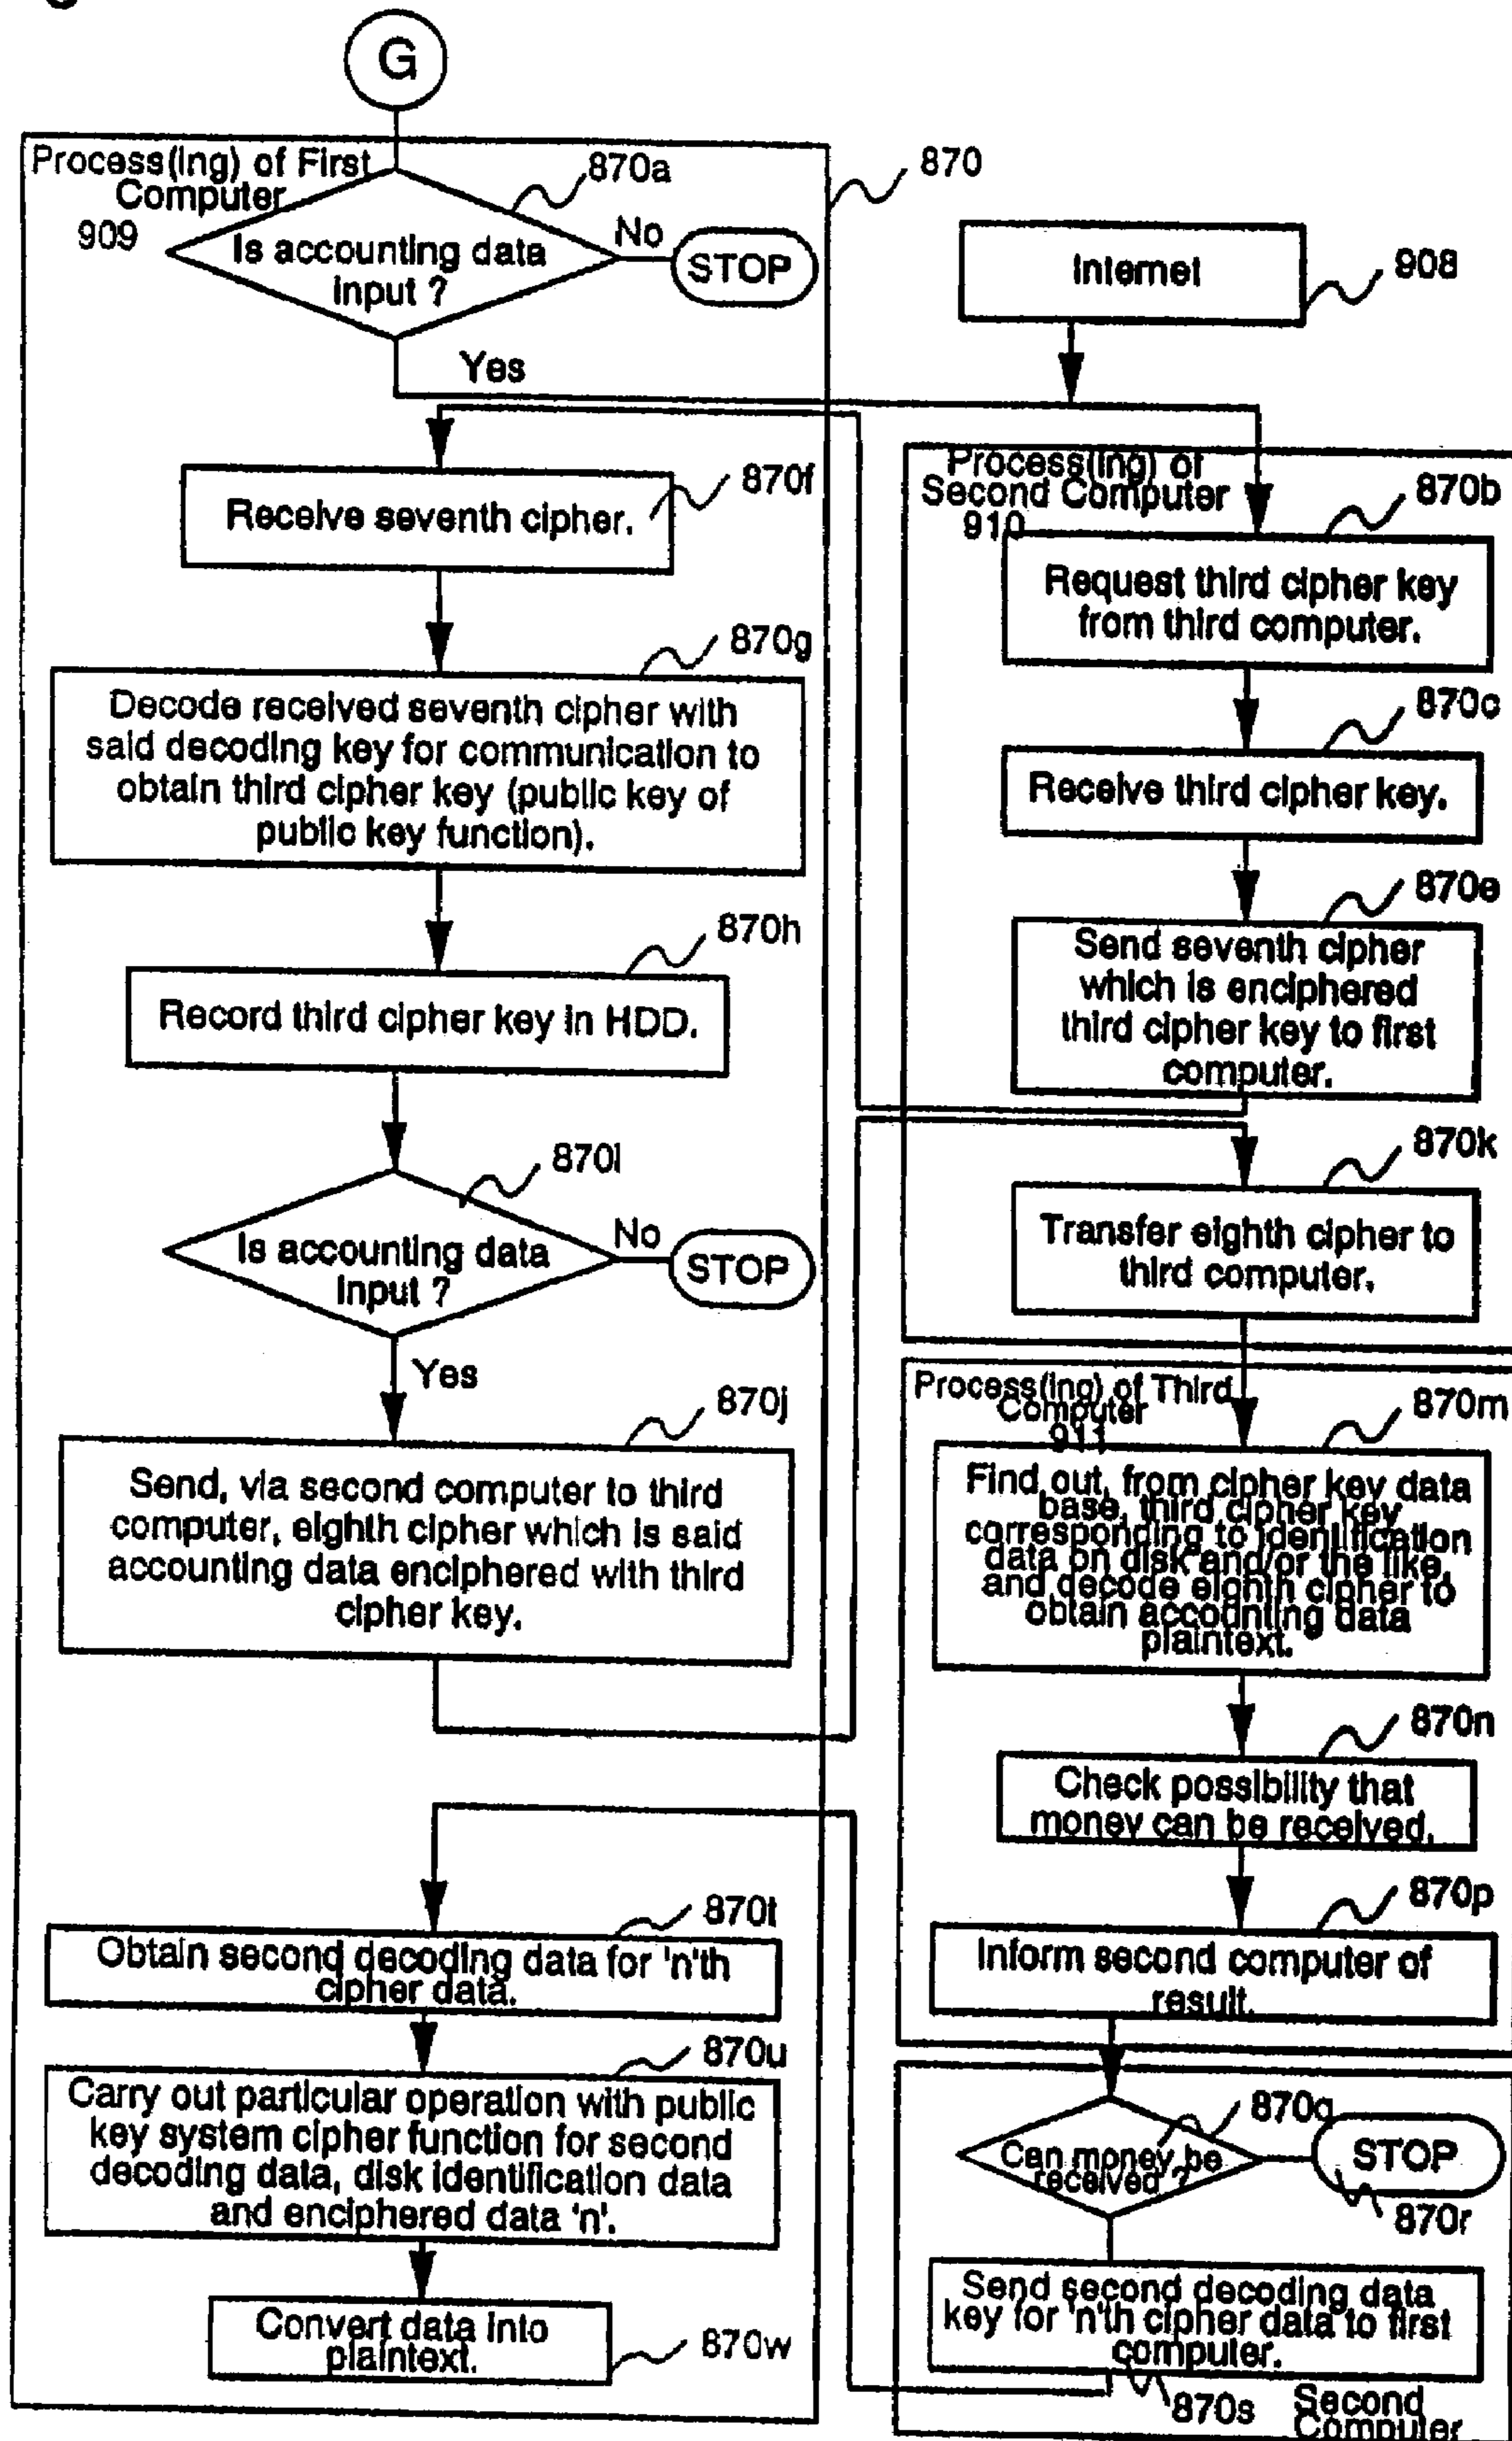 G
Process(ing) of First
Computer
909
870a
870
Is accounting data
input ?
No
STOP
Yes
Internet
908
Receive seventh cipher.
870f
870g
Decode received seventh cipher with
said decoding key for communication to
obtain third cipher key (public key of
public key function).
870h
Record third cipher key in HDD.
870i
Is accounting data
input ?
No
STOP
Yes
870j
Send, via second computer to third
computer, eighth cipher which is said
accounting data enciphered with third
cipher key.
870t
Obtain second decoding data for 'n'th
cipher data.
870u
Carry out particular operation with public
key system cipher function for second
decoding data, disk identification data
and enciphered data 'n'.
Convert data into
plaintext.
870w
Process(ing) of
Second Computer
910
870b
Request third cipher key
from third computer.
870c
Receive third cipher key.
870e
Send seventh cipher
which is enciphered
third cipher key to first
computer.
870k
Transfer eighth cipher to
third computer.
Process(ing) of Third
Computer
911
870m
Find out, from cipher key data
base, third cipher key
corresponding to identification
data on disk and/or the like,
and decode eighth cipher to
obtain accounting data
plaintext.
870n
Check possibility that
money can be received.
870p
Inform second computer of
result.
870q
Can money be
received ?
STOP
870r
Send second decoding data
key for 'n'th cipher data to first
computer.
870s
Second
Computer